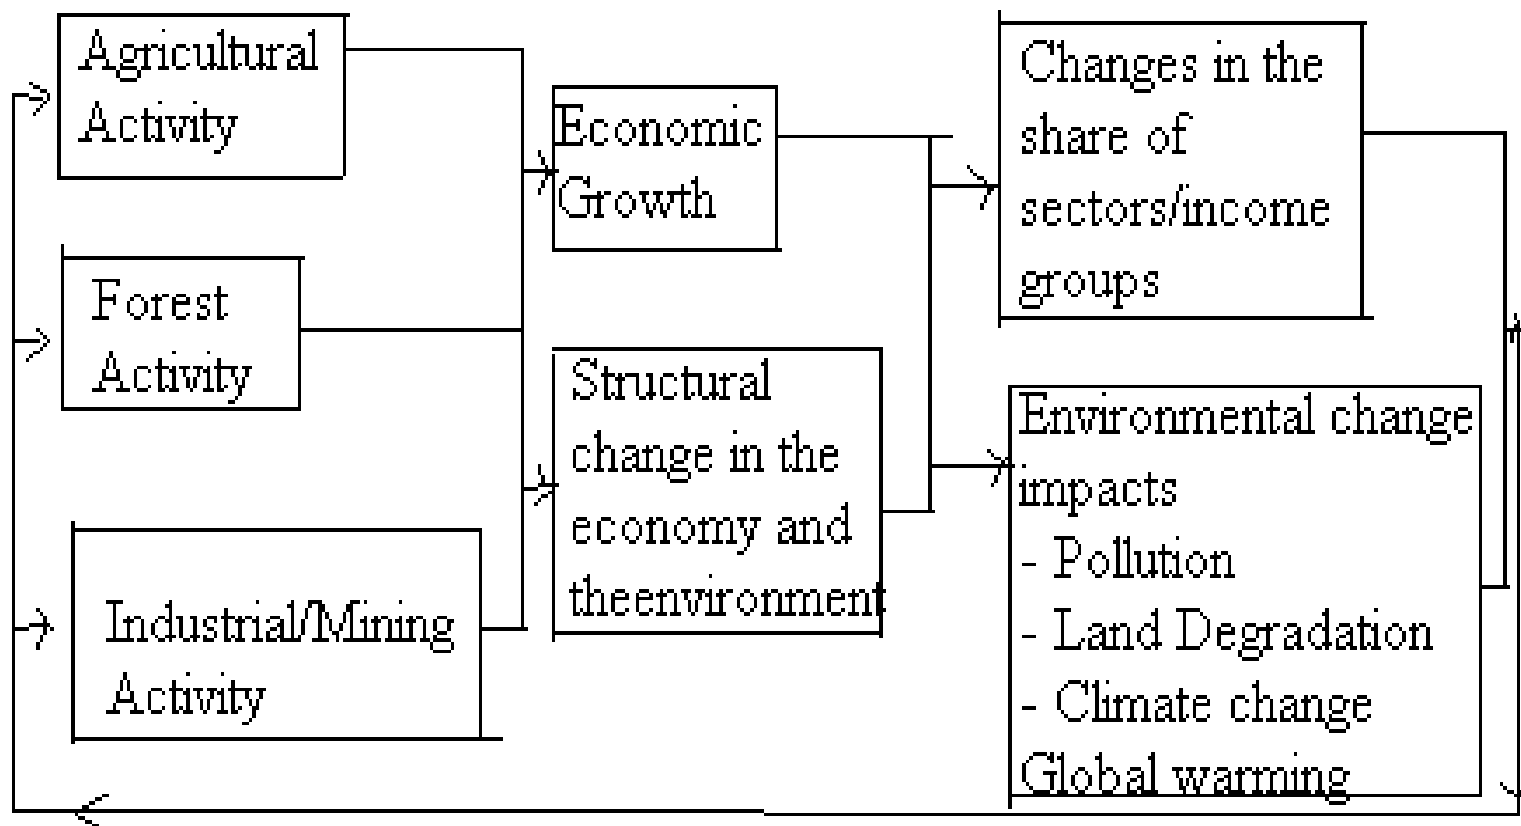 Agricultural
Activity
Forest
Activity
Industrial/Mining
Activity
Economic
Growth
Structural
change in the
economy and
theenvironment
Changes in the
share of
sectors/income
groups
Environmental change
impacts
- Pollution
- Land Degradation
- Climate change
Global warming